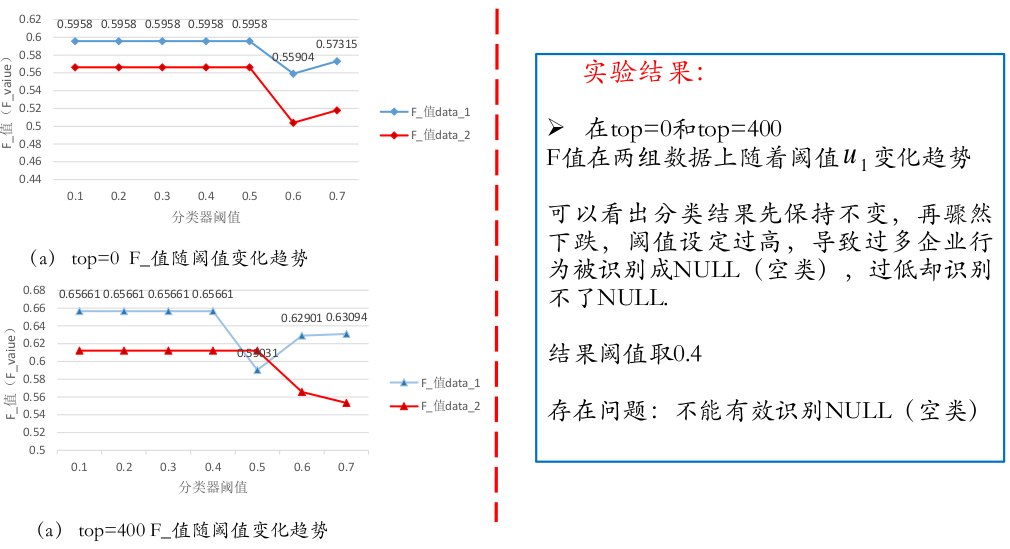 0.62
0.6
0.58
0.56
0.54
0.52
0.5
0.48
0.46
0.44
F_值（F_vaiue）
0.5958 0.5958 0.5958 0.5958 0.5958
0.55904
0.57315
0.1 0.2 0.3 0.4 0.5 0.6 0.7
分类器阈值
F_值data_1
F_值data_2
（a） top=0 F_值随阈值变化趋势
0.68
0.66
0.64
0.62
0.6
0.58
0.56
0.54
0.52
0.5
F_值（F_vaiue）
0.65661 0.65661 0.65661 0.65661
0.59031
0.62901 0.63094
0.1 0.2 0.3 0.4 0.5 0.6 0.7
分类器阈值
F_值data_1
F_值data_2
（a） top=400 F_值随阈值变化趋势
实验结果：
➢ 在top=0和top=400
F值在两组数据上随着阈值u1变化趋势
可以看出分类结果先保持不变，再骤然
下跌，阈值设定过高，导致过多企业行
为被识别成NULL（空类），过低却识别
不了NULL.
结果阈值取0.4
存在问题：不能有效识别NULL（空类）